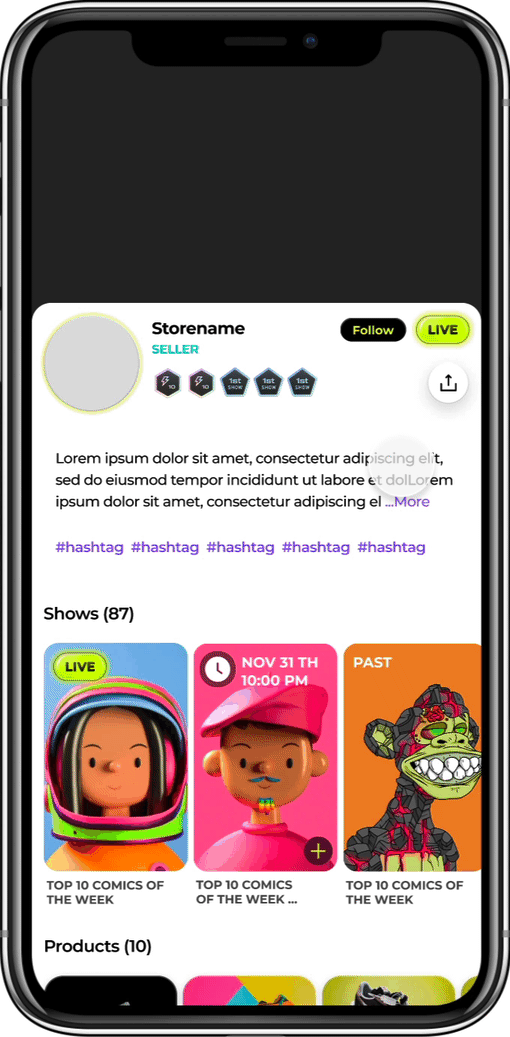 Storename
Follow
LIVE
SELLER
10
10
1st
SHOW
1st
SHOW
1st
SHOW
Lorem ipsum dolor sit amet, consectetur adipiscing elit,
sed do eiusmod tempor incididunt ut labore et dolLorem
ipsum dolor sit amet, consectetur adipiscing el ...More
#hashtag #hashtag #hashtag #hashtag #hashtag
Shows (87)
LIVE
NOV 31 TH
10:00 PM
PAST
TOP 10 COMICS OF
THE WEEK
TOP 10 COMICS
OF THE WEEK ...
TOP 10 COMICS OF
THE WEEK
Products (10)